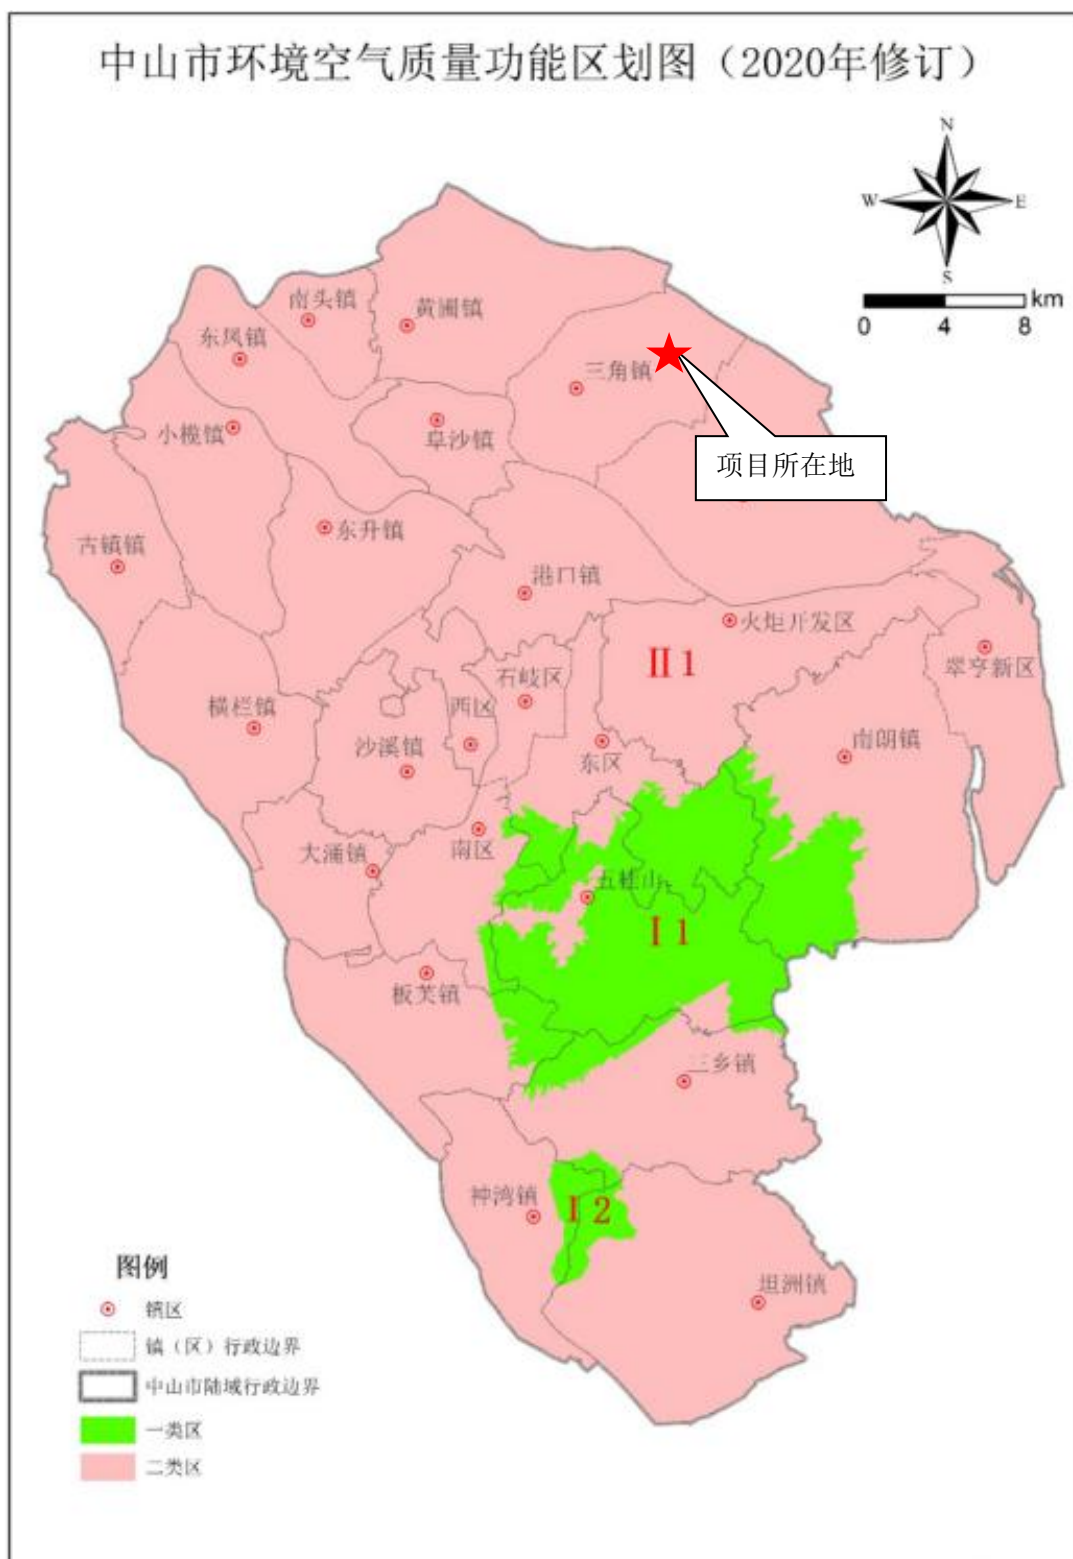 中山市环境空气质量功能区划图（2020年修订）
N
W
E
S
km
0
4
8
南头镇
黄圃镇
东凤镇
三角镇
小榄镇
阜沙镇
项目所在地
东升镇
古镇镇
港口镇
火炬开发区
Ⅱ1
翠亨新区
石岐区
横栏镇
西区
沙溪镇
东区
南朗镇
南区
大涌镇
五桂山
Ⅰ1
板芙镇
三乡镇
神湾镇
Ⅰ2
坦洲镇
图例
镇区
镇（区）行政边界
中山市陆域行政边界
一类区
二类区